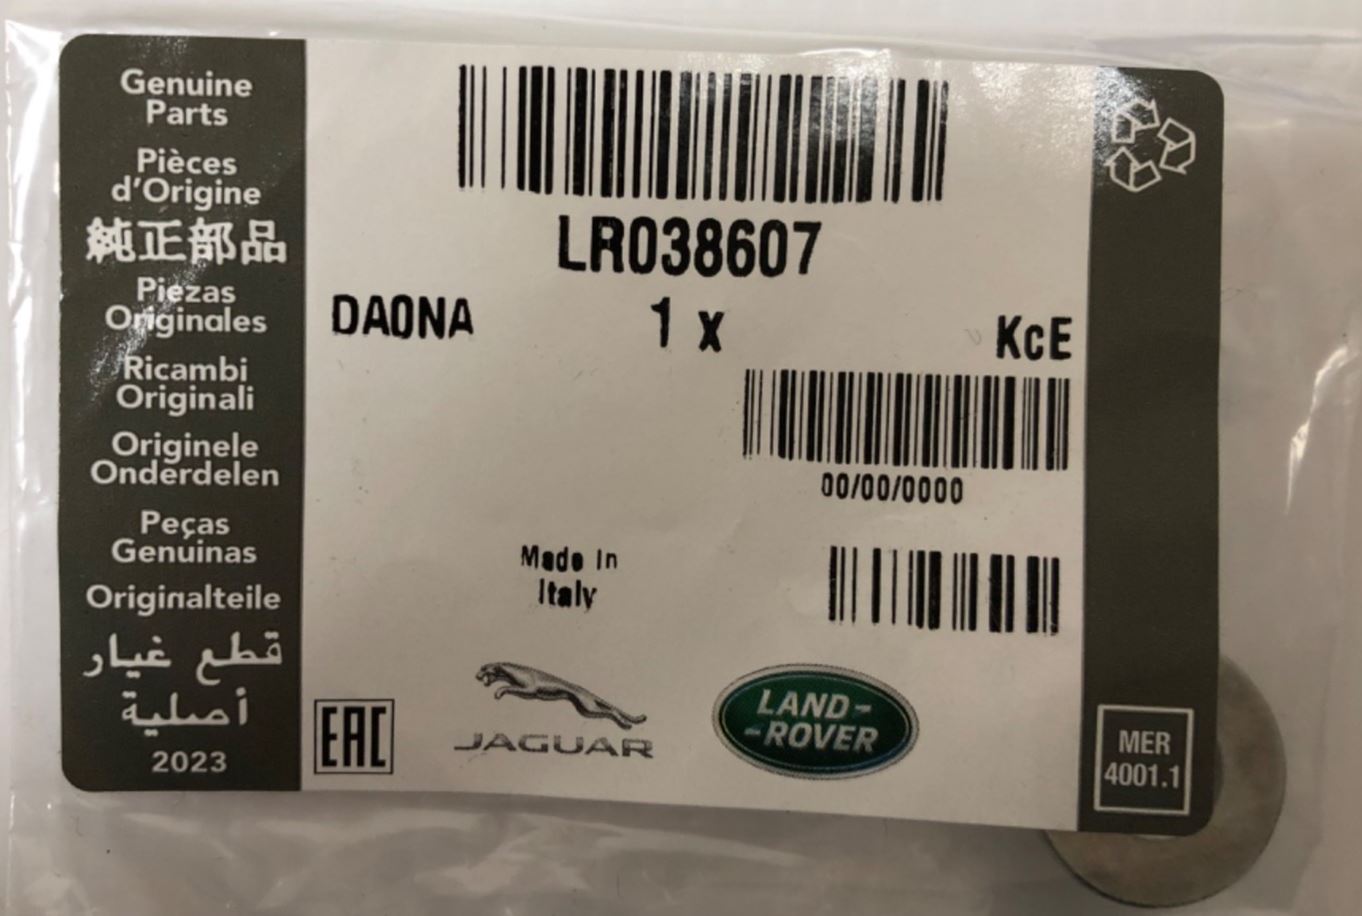 Genuine
Parts
Pièces
d'Origine
純正部品
Piezas
Originales
Ricambi
Originali
Originele
Onderdelen
Peças
Genuinas
Originalteile
قطع غيار
أصلية
2023
LR038607
DAONA
1 x
KcE
00/00/0000
Made In
Italy
EAC
JAGUAR
LAND-
-ROVER
MER
4001.1